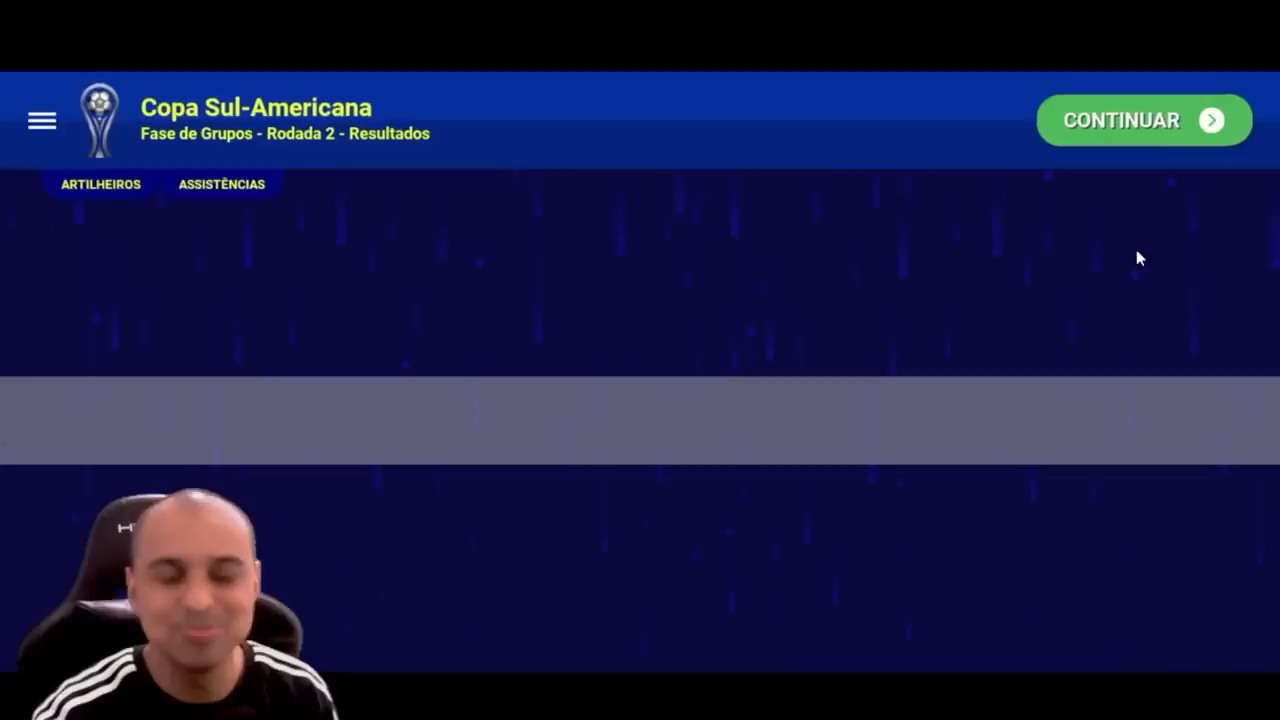 Copa Sul-Americana
Fase de Grupos - Rodada 2 - Resultados
CONTINUAR
ARTILHEIROS
ASSISTÊNCIAS